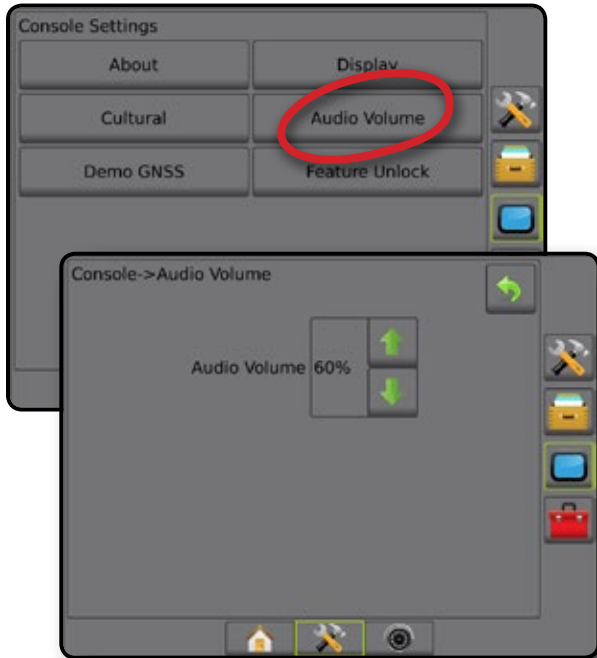 Console Settings
About Display
Cultural Audio Volume
Demo GNSS Feature Unlock
Console->Audio Volume
Audio Volume 60%